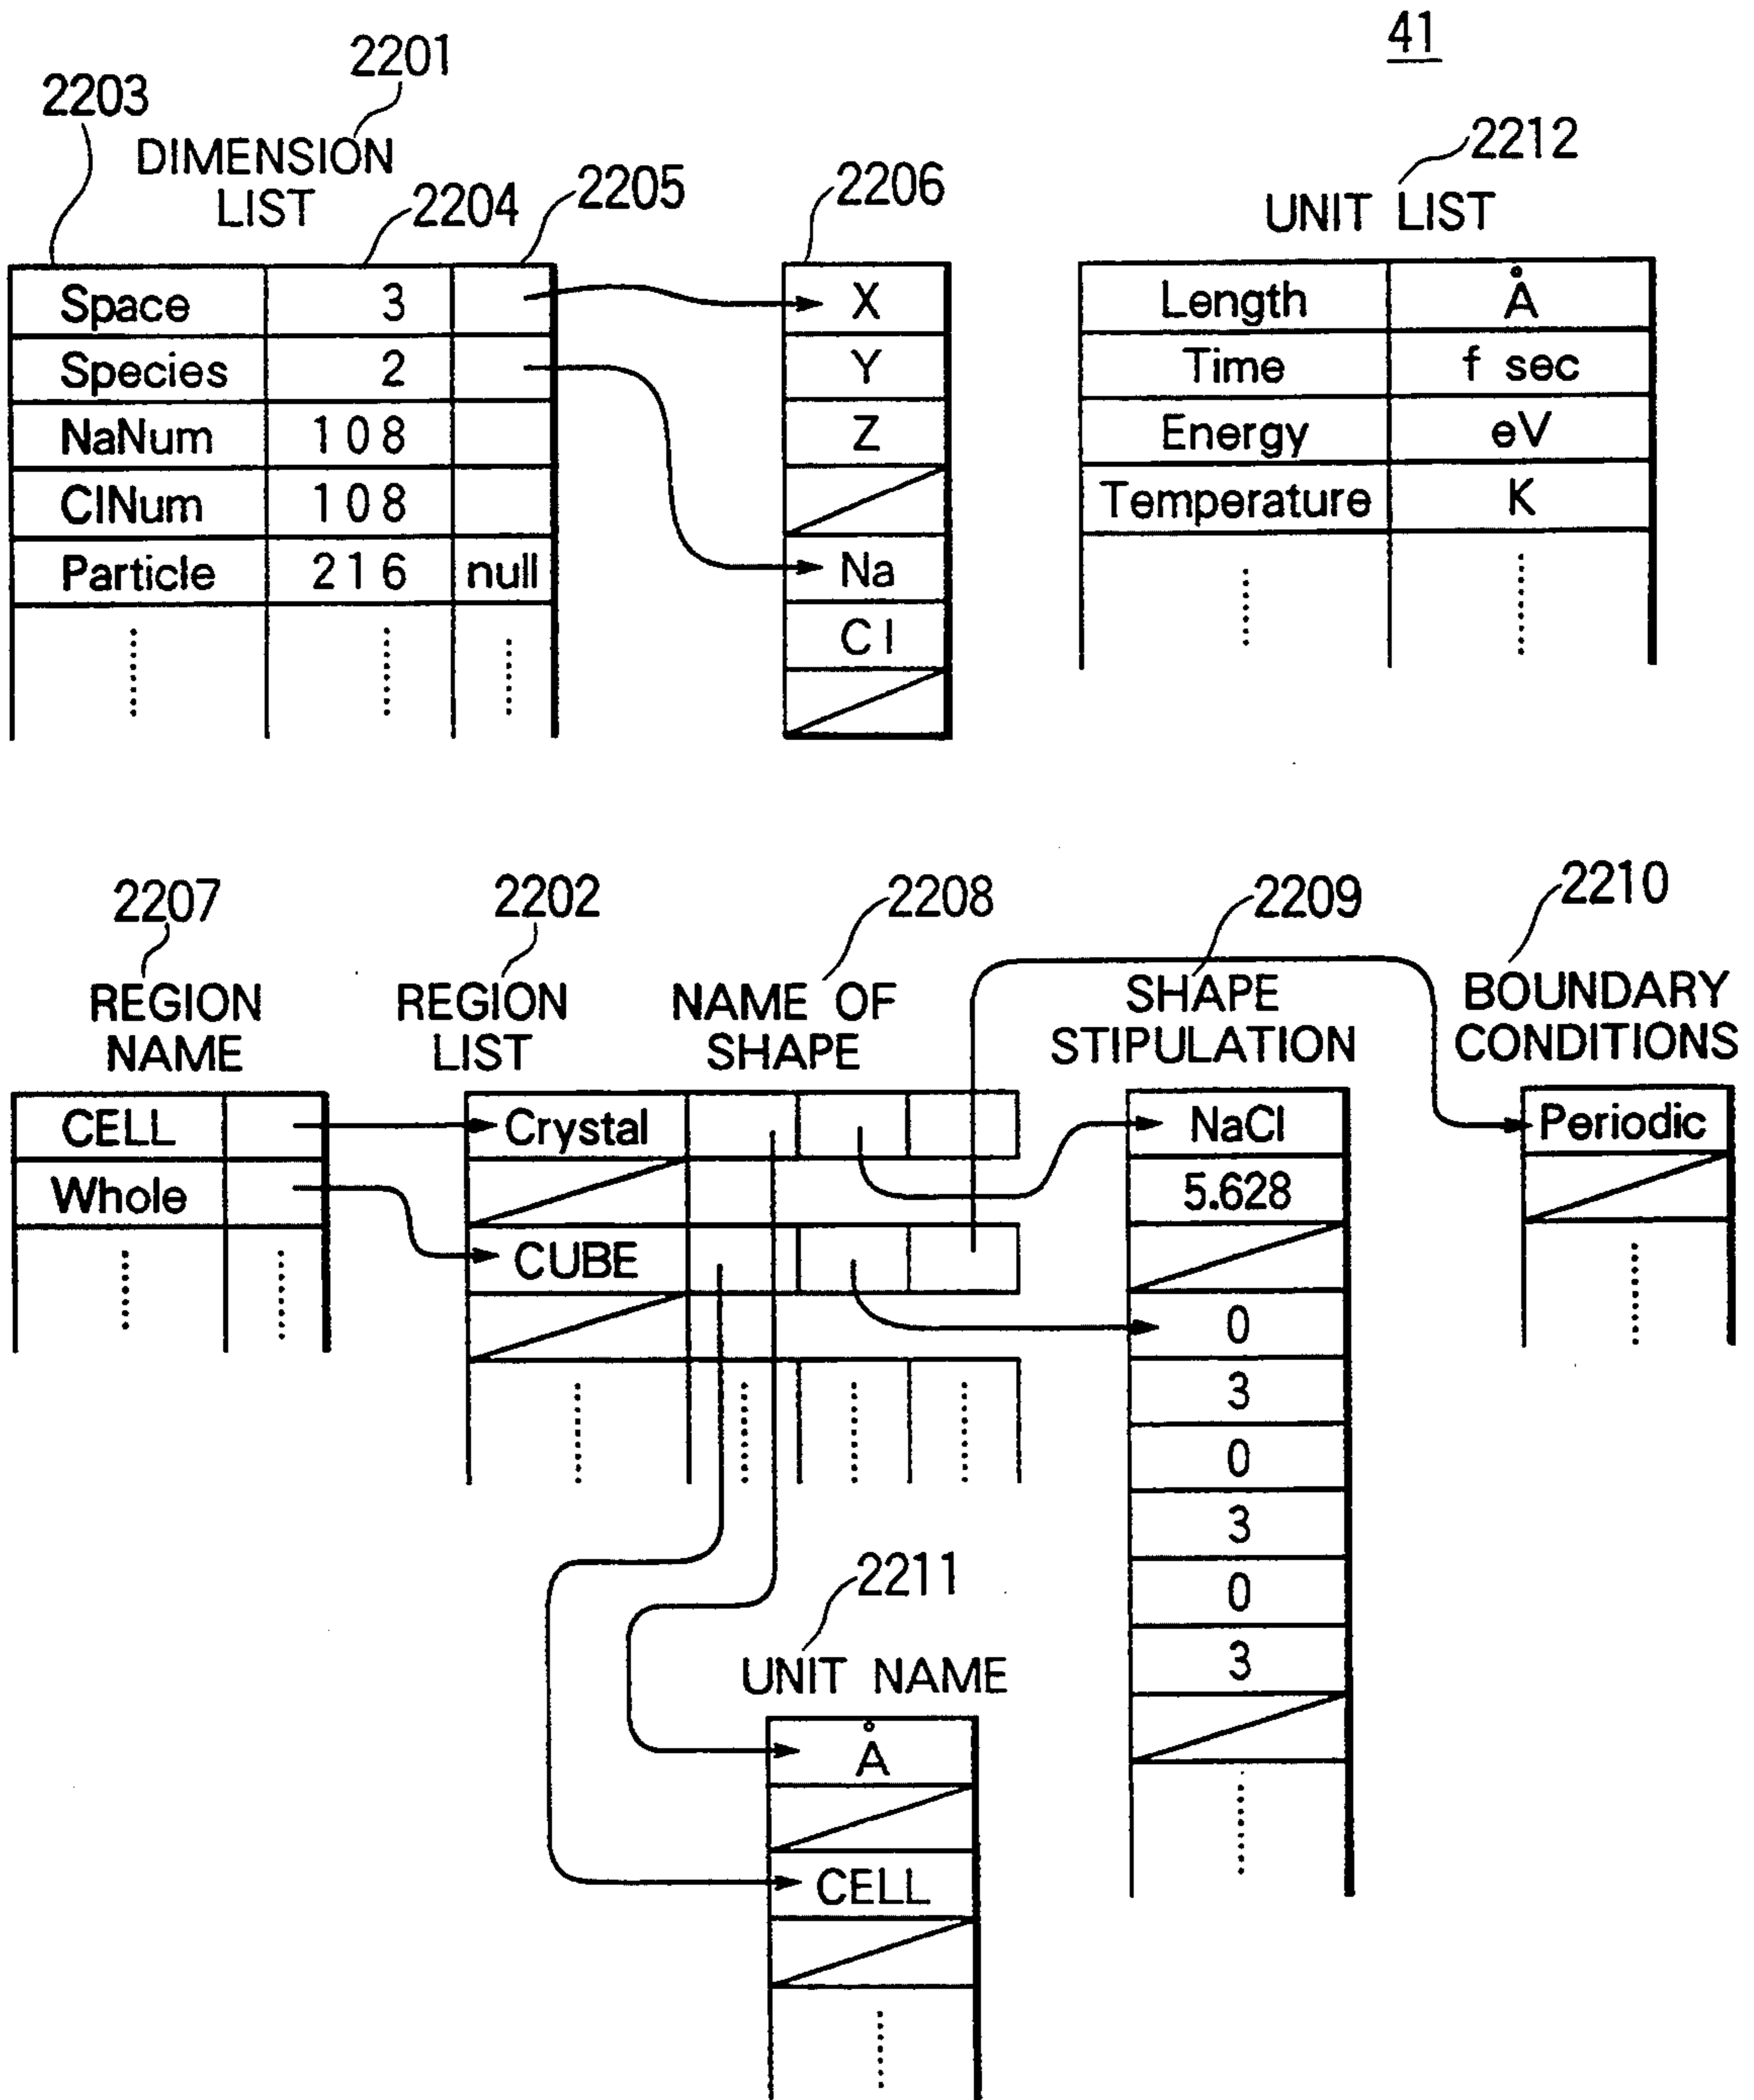 41
2201
2203
DIMENSION
LIST
2204
2205
2206
2212
UNIT LIST
Space 3
Species 2
NaNum 108
ClNum 108
Particle 216 null
X
Y
Z
Na
Cl
Length Å
Time f sec
Energy eV
Temperature K
2207
2202
2208
2209
2210
REGION
NAME
REGION
LIST
NAME OF
SHAPE
SHAPE
STIPULATION
BOUNDARY
CONDITIONS
CELL
Whole
Crystal
CUBE
NaCl
5.628
0
3
0
3
0
3
Periodic
2211
UNIT NAME
Å
CELL